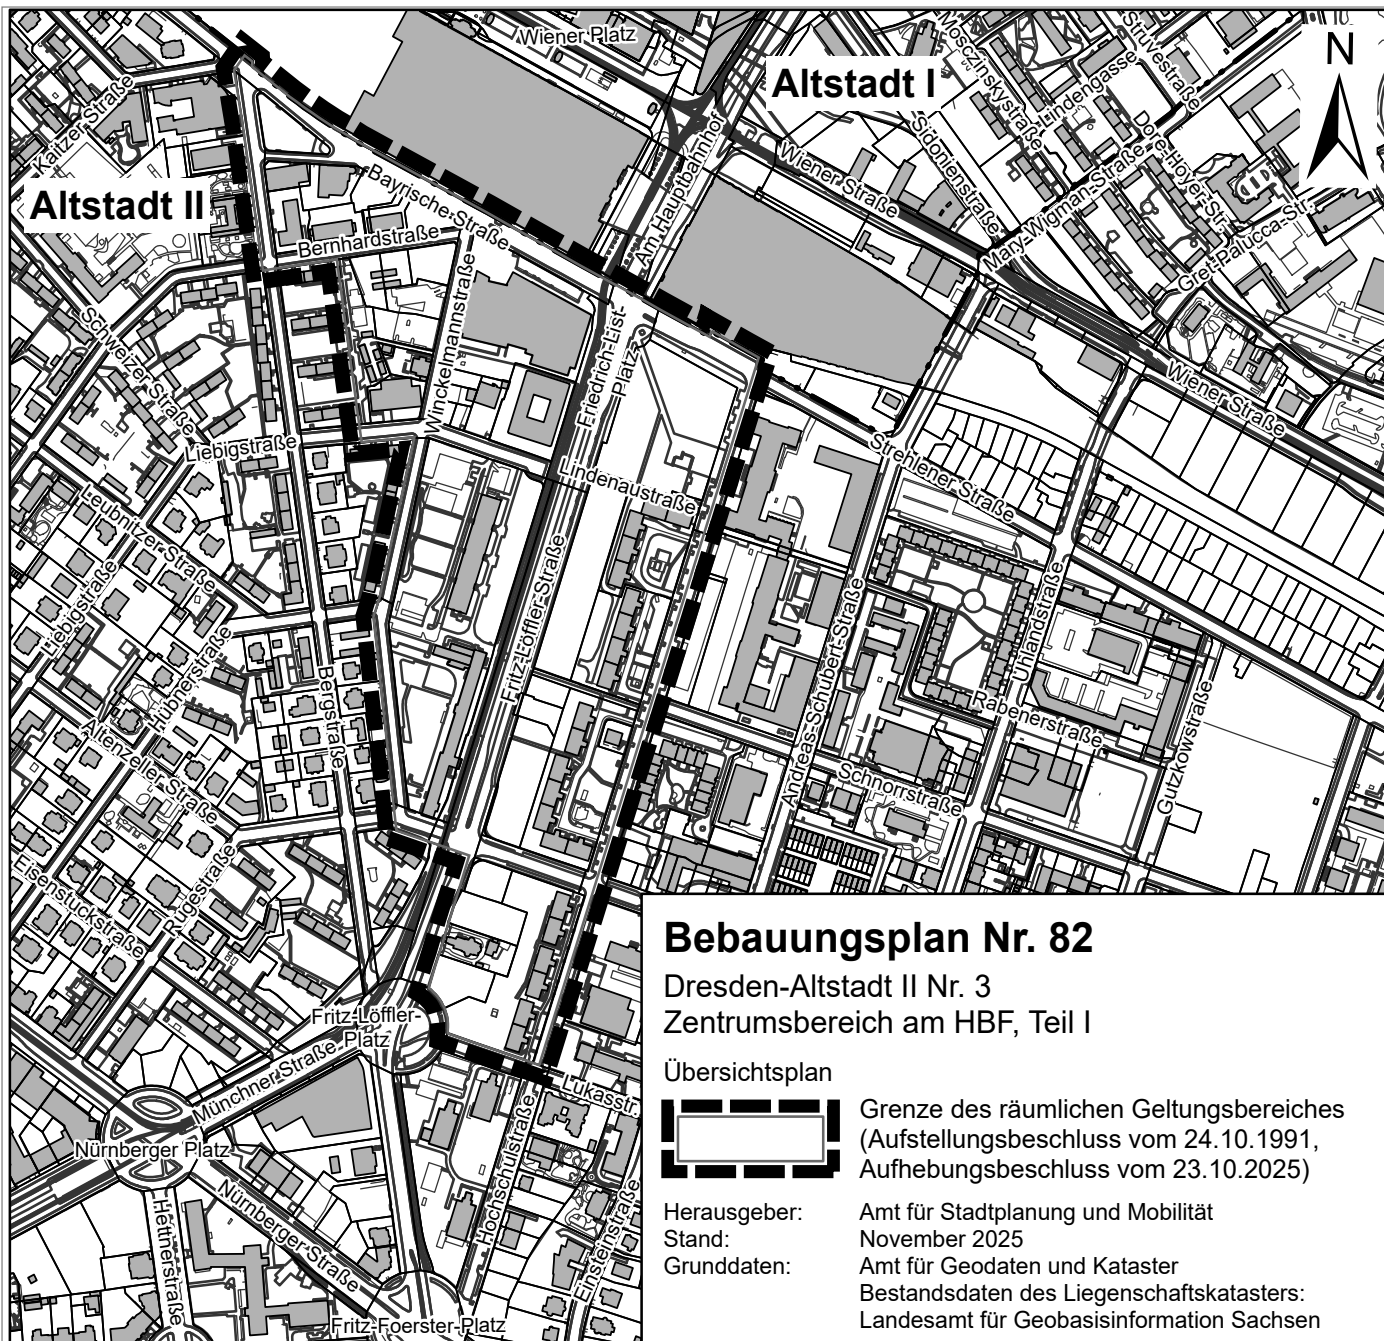 Wiener Platz
Altstadt I
N
Moszinskystraße
Struvestraße
Lindengasse
Dore-Hoyer-Str.
Kaitzer Straße
Am Hauptbahnhof
Sidonienstraße
Wiener Straße
Mary-Wigman-Straße
Gret-Palucca-Str.
Altstadt II
Bayrische Straße
Bernhardstraße
Winckelmannstraße
Schweizer Straße
Friedrich-List-
Platz
Wiener Straße
Liebigstraße
Lindenaustraße
Strehlener Straße
Leubnitzer Straße
Liebigstraße
Hübnerstraße
Bergstraße
Fritz-Löffler-Straße
Andreas-Schubert-Straße
Uhlandstraße
Rabenerstraße
Gutzkowstraße
Altenzeller Straße
Schnorrstraße
Eisenstuckstraße
Rugestraße
Fritz-Löffler-
Platz
Münchner Straße
Lukasstr.
Nürnberger Platz
Nürnberger Straße
Hettnerstraße
Hochschulstraße
Einsteinstraße
Fritz-Foerster-Platz
Bebauungsplan Nr. 82
Dresden-Altstadt II Nr. 3
Zentrumsbereich am HBF, Teil I
Übersichtsplan
Grenze des räumlichen Geltungsbereiches
(Aufstellungsbeschluss vom 24.10.1991,
Aufhebungsbeschluss vom 23.10.2025)
Herausgeber: Amt für Stadtplanung und Mobilität
Stand: November 2025
Grunddaten: Amt für Geodaten und Kataster
Bestandsdaten des Liegenschaftskatasters:
Landesamt für Geobasisinformation Sachsen